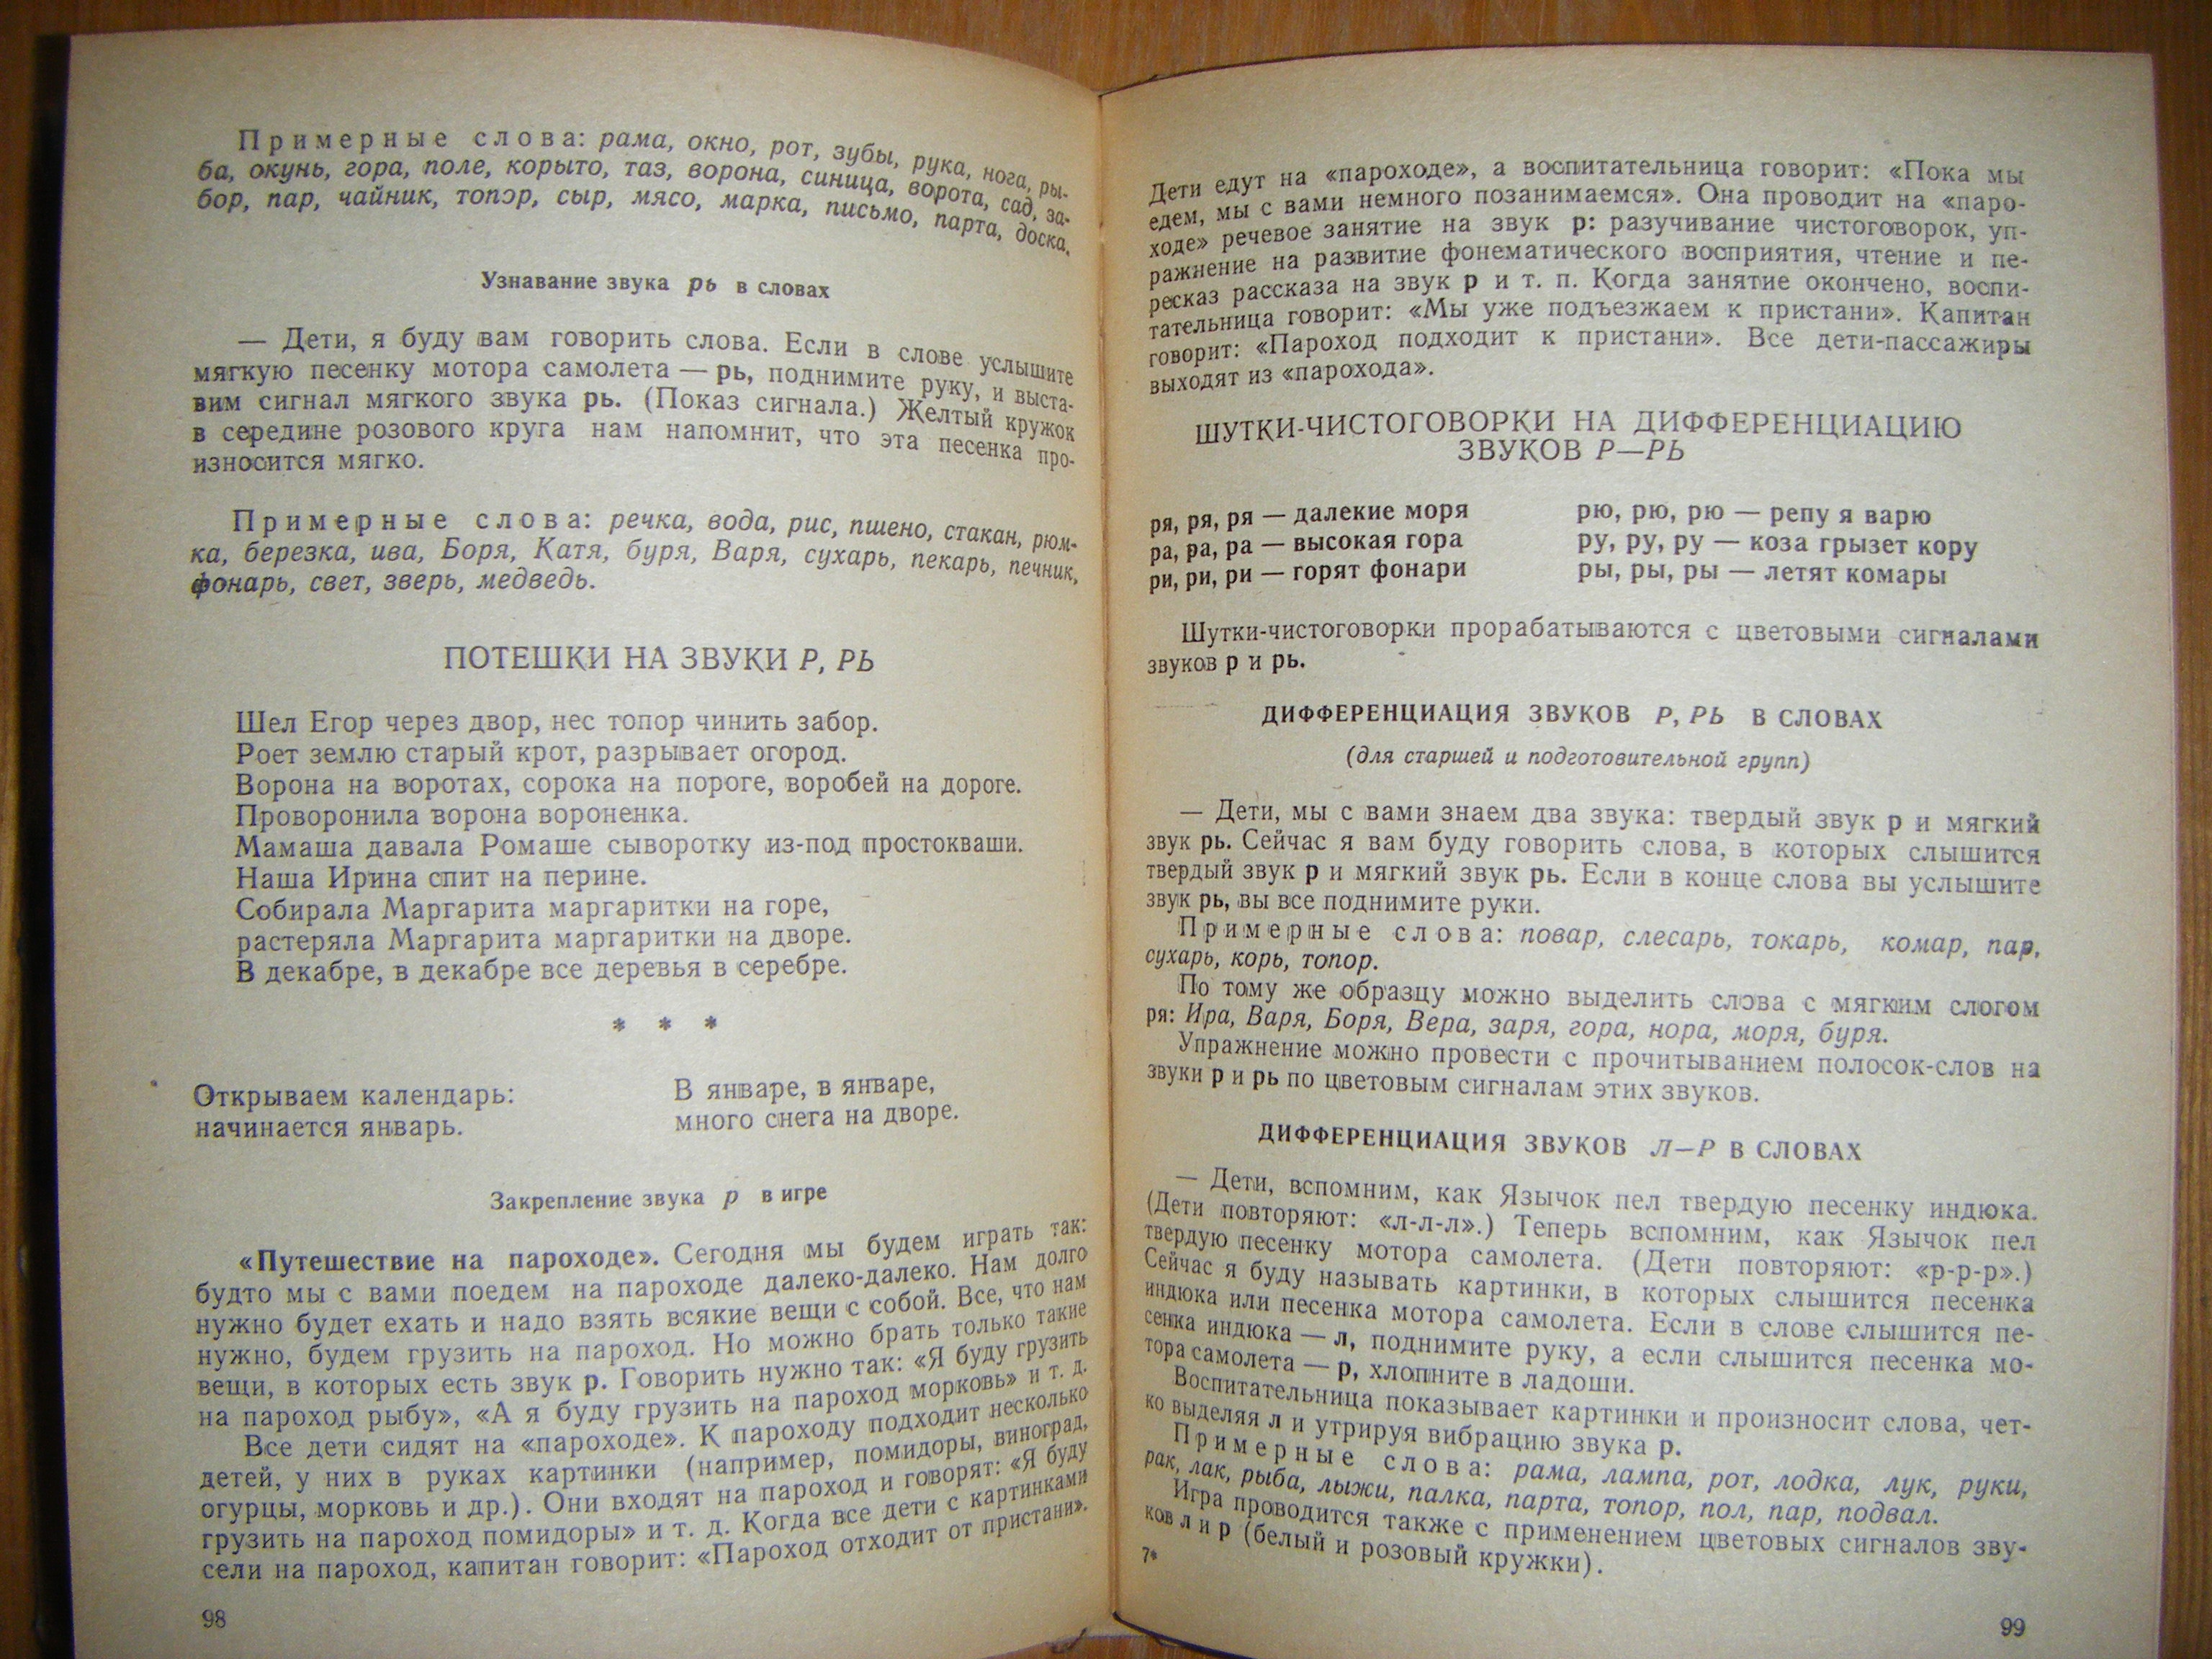 Примерные слова: рама, окно, рот, зубы, рука, нога, ры-
ба, окунь, гора, поле, корыто, таз, ворона, синица, ворота, сад, за-
бор, пар, чайник, топор, сыр, мясо, марка, письмо, парта, доска.
Узнавание звука рь в словах
— Дети, я буду вам говорить слова. Если в слове услышите
мягкую песенку мотора самолета — рь, поднимите руку, и выста-
вим сигнал мягкого звука рь. (Показ сигнала.) Желтый кружок
в середине розового круга нам напомнит, что эта песенка про-
износится мягко.
Примерные слова: речка, вода, рис, пшено, стакан, рюм-
ка, березка, ива, Боря, Катя, буря, Варя, сухарь, пекарь, печник,
фонарь, свет, зверь, медведь.
ПОТЕШКИ НА ЗВУКИ Р, РЬ
Шел Егор через двор, нес топор чинить забор.
Роет землю старый крот, разрывает огород.
Ворона на воротах, сорока на пороге, воробей на дороге.
Проворонила ворона вороненка.
Мамаша давала Ромаше сыворотку из-под простокваши.
Наша Ирина спит на перине.
Собирала Маргарита маргаритки на горе,
растеряла Маргарита маргаритки на дворе.
В декабре, в декабре все деревья в серебре.
* * *
Открываем календарь:
начинается январь.
В январе, в январе,
много снега на дворе.
Закрепление звука р в игре
«Путешествие на пароходе». Сегодня мы будем играть так:
будто мы с вами поедем на пароходе далеко-далеко. Нам долго
нужно будет ехать и надо взять всякие вещи с собой. Все, что нам
нужно, будем грузить на пароход. Но можно брать только такие
вещи, в которых есть звук р. Говорить нужно так: «Я буду грузить
на пароход рыбу», «А я буду грузить на пароход морковь» и т. д.
Все дети сидят на «пароходе». К пароходу подходит несколько
детей, у них в руках картинки (например, помидоры, виноград,
огурцы, морковь и др.). Они входят на пароход и говорят: «Я буду
грузить на пароход помидоры» и т. д. Когда все дети с картинками
сели на пароход, капитан говорит: «Пароход отходит от пристани».
98
Дети едут на «пароходе», а воспитательница говорит: «Пока мы
едем, мы с вами немного позанимаемся». Она проводит на «паро-
ходе» речевое занятие на звук р: разучивание чистоговорок, уп-
ражнение на развитие фонематического восприятия, чтение и пе-
ресказ рассказа на звук р и т. п. Когда занятие окончено, воспи-
тательница говорит: «Мы уже подъезжаем к пристани». Капитан
говорит: «Пароход подходит к пристани». Все дети-пассажиры
выходят из «парохода».
ШУТКИ-ЧИСТОГОВОРКИ НА ДИФФЕРЕНЦИАЦИЮ
ЗВУКОВ Р—РЬ
ря, ря, ря — далекие моря
ра, ра, ра — высокая гора
ри, ри, ри — горят фонари
рю, рю, рю — репу я варю
ру, ру, ру — коза грызет кору
ры, ры, ры — летят комары
Шутки-чистоговорки прорабатываются с цветовыми сигналами
звуков р и рь.
ДИФФЕРЕНЦИАЦИЯ ЗВУКОВ Р, РЬ В СЛОВАХ
(для старшей и подготовительной групп)
— Дети, мы с вами знаем два звука: твердый звук р и мягкий
звук рь. Сейчас я вам буду говорить слова, в которых слышится
твердый звук р и мягкий звук рь. Если в конце слова вы услышите
звук рь, вы все поднимите руки.
Примерные слова: повар, слесарь, токарь, комар, пар,
сухарь, корь, топор.
По тому же образцу можно выделить слова с мягким слогом
ря: Ира, Варя, Боря, Вера, заря, гора, нора, моря, буря.
Упражнение можно провести с прочитыванием полосок-слов на
звуки р и рь по цветовым сигналам этих звуков.
ДИФФЕРЕНЦИАЦИЯ ЗВУКОВ Л—Р В СЛОВАХ
— Дети, вспомним, как Язычок пел твердую песенку индюка.
(Дети повторяют: «л-л-л».) Теперь вспомним, как Язычок пел
твердую песенку мотора самолета. (Дети повторяют: «р-р-р».)
Сейчас я буду называть картинки, в которых слышится песенка
индюка или песенка мотора самолета. Если в слове слышится пе-
сенка индюка — л, поднимите руку, а если слышится песенка мо-
тора самолета — р, хлопните в ладоши.
Воспитательница показывает картинки и произносит слова, чет-
ко выделяя л и утрируя вибрацию звука р.
Примерные слова: рама, лампа, рот, лодка, лук, руки,
рак, лак, рыба, лыжи, палка, парта, топор, пол, пар, подвал.
Игра проводится также с применением цветовых сигналов зву-
ков л и р (белый и розовый кружки).
7*
99